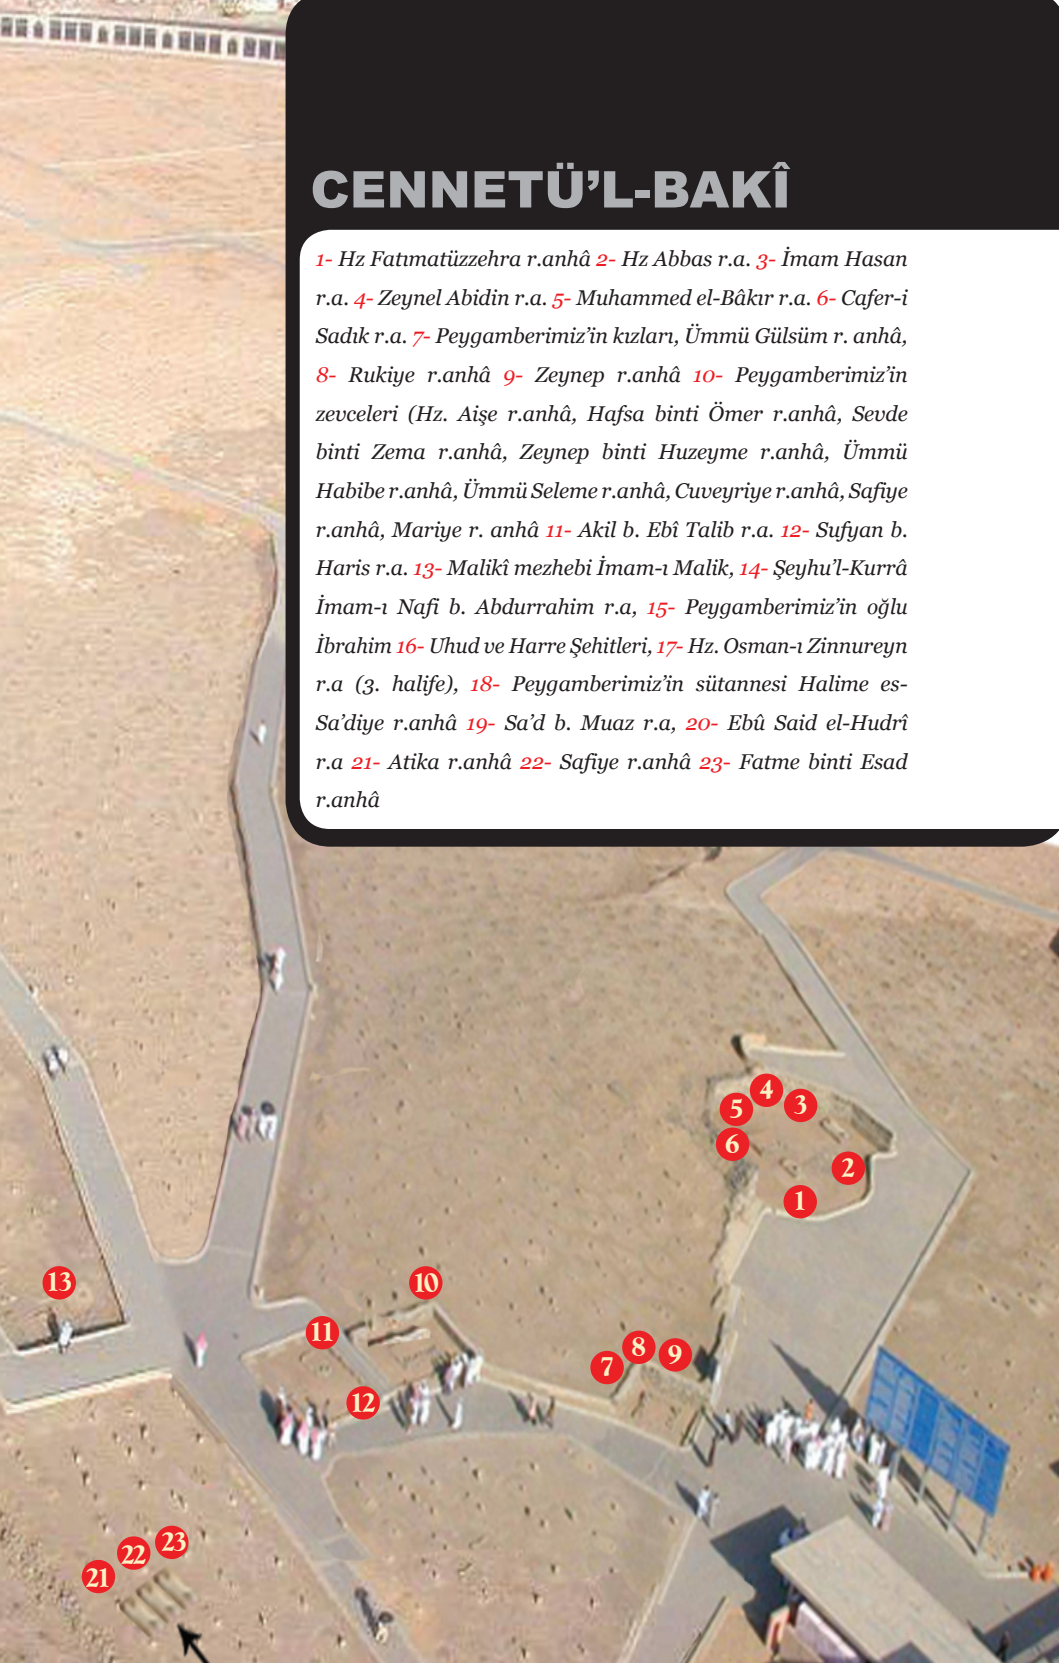 CENNETÜ’L-BAKÎ
1- Hz Fatımatüzzehra r.anhâ 2- Hz Abbas r.a. 3- İmam Hasan
r.a. 4- Zeynel Abidin r.a. 5- Muhammed el-Bâkır r.a. 6- Cafer-i
Sadık r.a. 7- Peygamberimiz’in kızları, Ümmü Gülsüm r. anhâ,
8- Rukiye r.anhâ 9- Zeynep r.anhâ 10- Peygamberimiz’in
zevceleri (Hz. Aişe r.anhâ, Hafsa binti Ömer r.anhâ, Sevde
binti Zema r.anhâ, Zeynep binti Huzeyme r.anhâ, Ümmü
Habibe r.anhâ, Ümmü Seleme r.anhâ, Cuveyriye r.anhâ, Safiye
r.anhâ, Mariye r. anhâ 11- Akil b. Ebî Talib r.a. 12- Sufyan b.
Haris r.a. 13- Malikî mezhebi İmam-ı Malik, 14- Şeyhu’l-Kurrâ
İmam-ı Nafi b. Abdurrahim r.a, 15- Peygamberimiz’in oğlu
İbrahim 16- Uhud ve Harre Şehitleri, 17- Hz. Osman-ı Zinnureyn
r.a (3. halife), 18- Peygamberimiz’in sütannesi Halime es-
Sa’diye r.anhâ 19- Sa’d b. Muaz r.a, 20- Ebû Said el-Hudrî
r.a 21- Atika r.anhâ 22- Safiye r.anhâ 23- Fatme binti Esad
r.anhâ
4
5
3
6
2
1
13
10
11
8
9
7
12
23
22
21